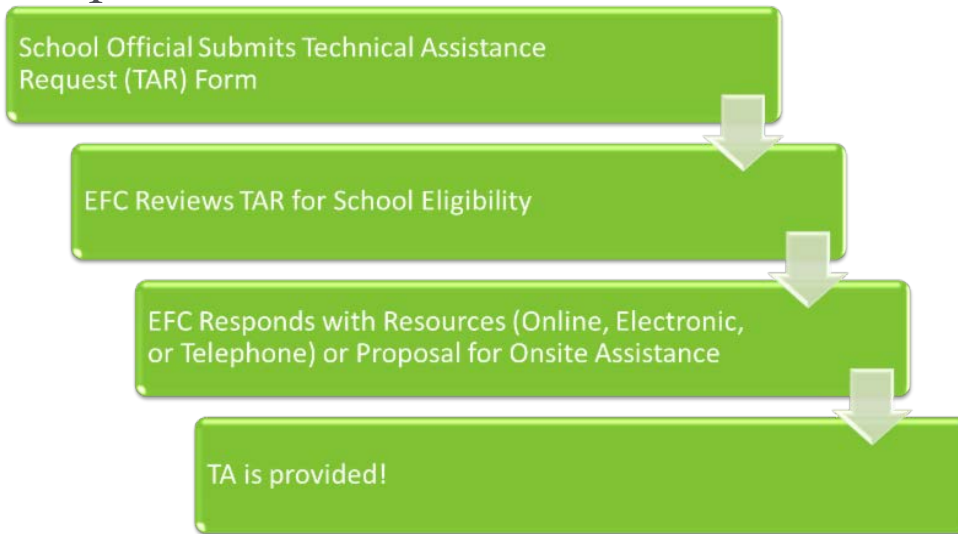 School Official Submits Technical Assistance
Request (TAR) Form
EFC Reviews TAR for School Eligibility
EFC Responds with Resources (Online, Electronic,
or Telephone) or Proposal for Onsite Assistance
TA is provided!